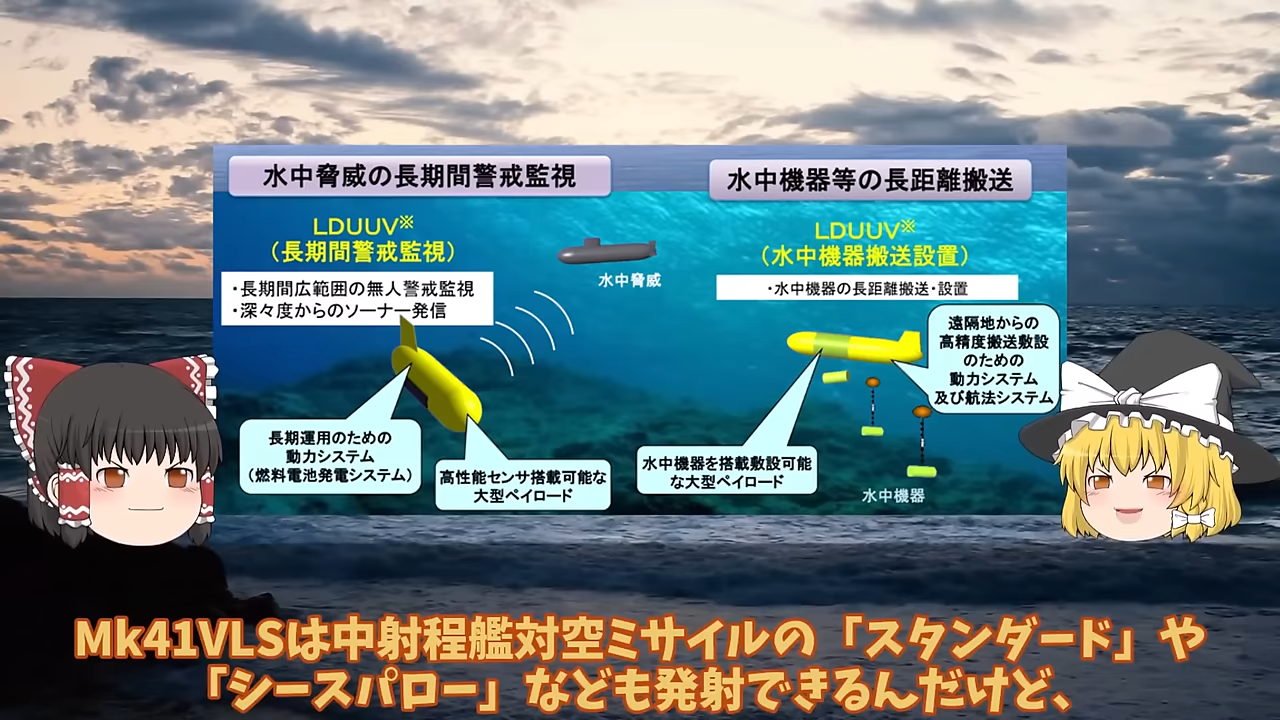 水中脅威の長期間警戒監視
LDUUV※
（長期間警戒監視）
・長期間広範囲の無人警戒監視
・深々度からのソーナー発信
水中脅威
長期運用のための
動力システム
（燃料電池発電システム）
高性能センサ搭載可能な
大型ペイロード
水中機器等の長距離搬送
LDUUV※
（水中機器搬送設置）
・水中機器の長距離搬送・設置
遠隔地からの
高精度搬送敷設
のための
動力システム
及び航法システム
水中機器を搭載敷設可能
な大型ペイロード
水中機器
Mk41VLSは中射程艦対空ミサイルの「スタンダード」や
「シースパロー」なども発射できるんだけど、